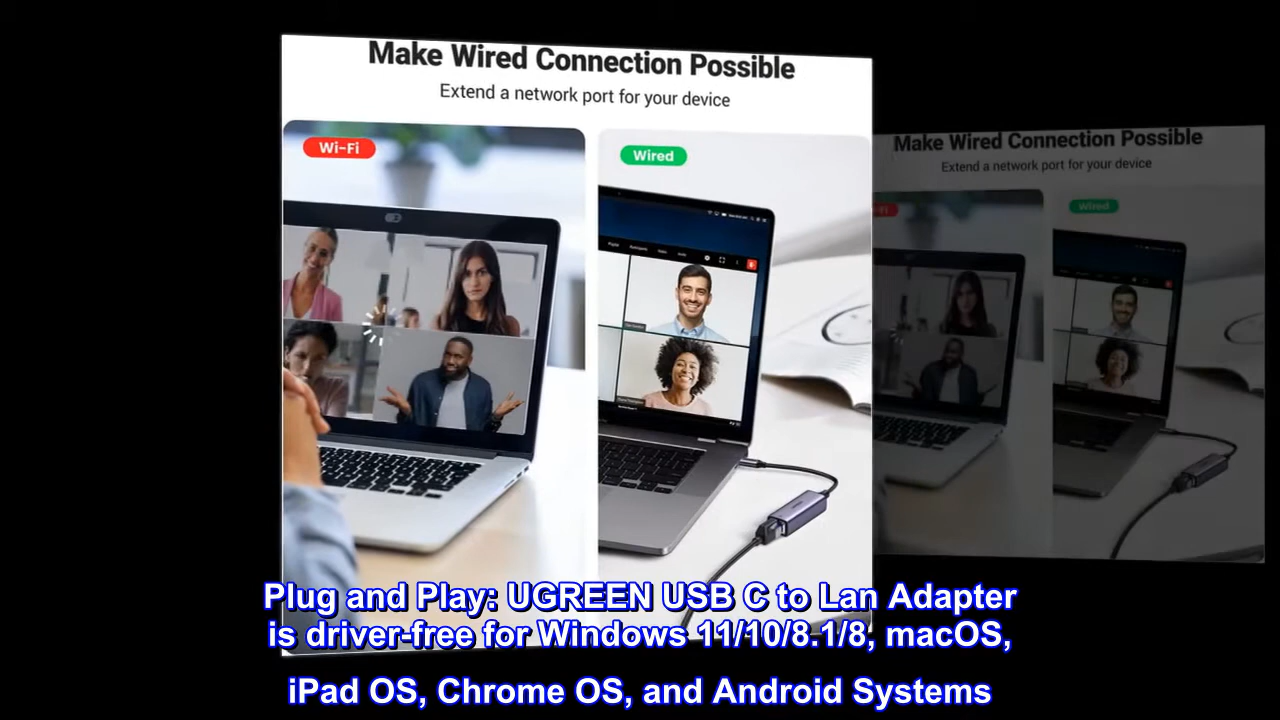 Make Wired Connection Possible
Extend a network port for your device
Wi-Fi
Wired
Make Wired Connection Possible
Extend a network port for your device
Wired
Plug and Play: UGREEN USB C to Lan Adapter
is driver-free for Windows 11/10/8.1/8, macOS,
iPad OS, Chrome OS, and Android Systems